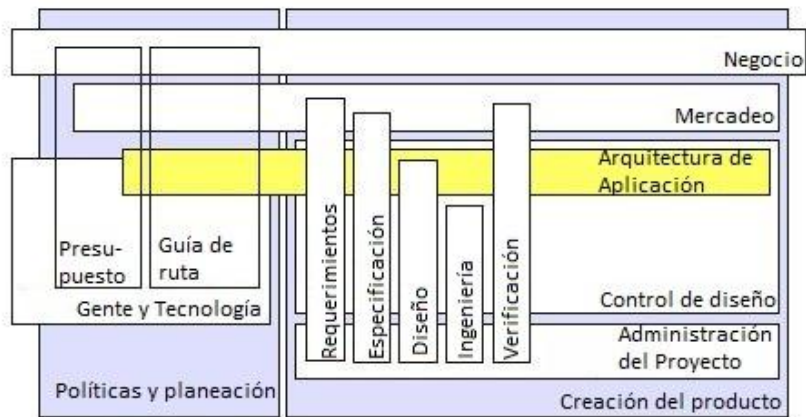 Negocio
Mercadeo
Arquitectura de
Aplicación
Presu-
puesto
Guía de
ruta
Requerimientos
Especificación
Diseño
Ingeniería
Verificación
Gente y Tecnología
Control de diseño
Administración
del Proyecto
Políticas y planeación
Creación del producto